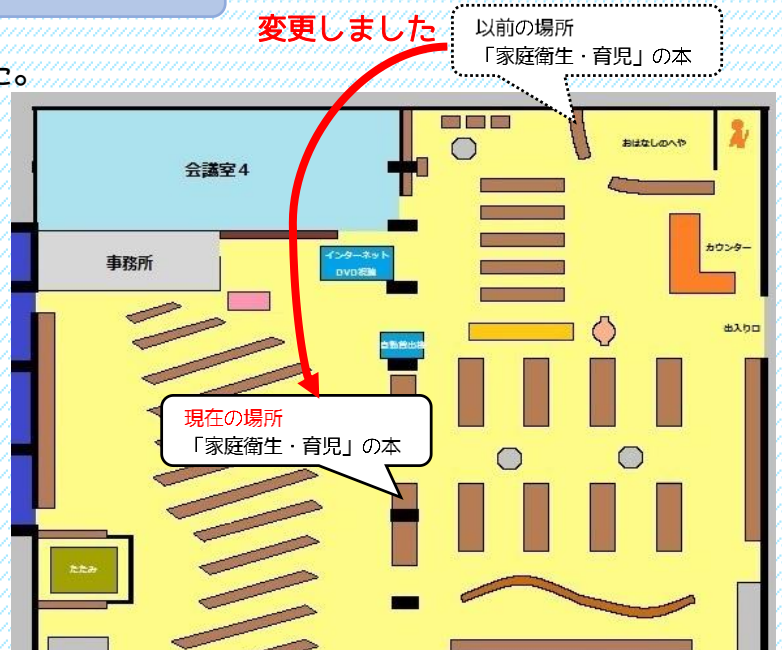 変更しました
以前の場所
「家庭衛生・育児」の本
た。
会議室４
おはなしのへや
事務所
インターネット
DVD視聴
カウンター
出入り口
自動貸出機
現在の場所
「家庭衛生・育児」の本
たたみ